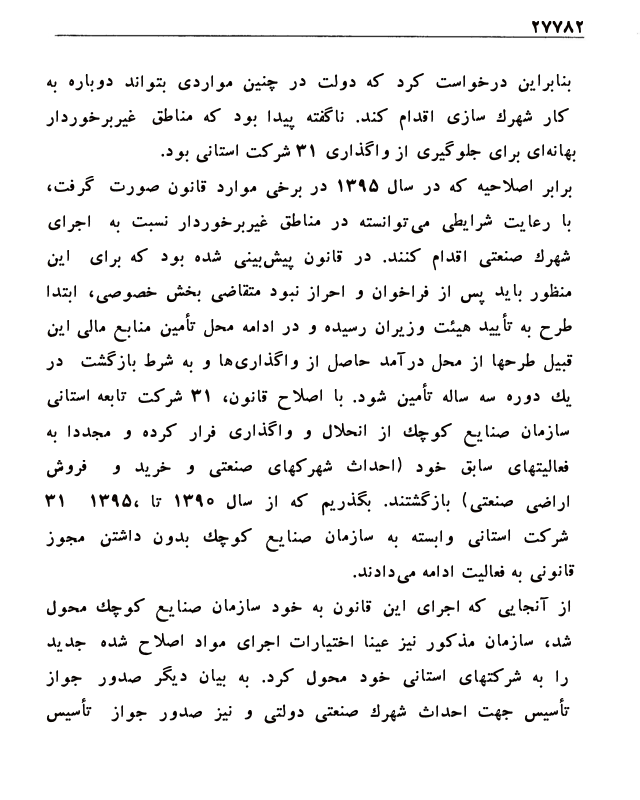 ۲۷۷۸۲
بنابراین درخواست کرد که دولت در چنین مواردی بتواند دوباره به
کار شهرك سازی اقدام کند. ناگفته پیدا بود که مناطق غیربرخوردار
بهانه‌ای برای جلوگیری از واگذاری ۳۱ شرکت استانی بود.
برابر اصلاحیه که در سال ۱۳۹۵ در برخی موارد قانون صورت گرفت،
با رعایت شرایطی می‌توانسته در مناطق غیربرخوردار نسبت به اجرای
شهرك صنعتی اقدام کنند. در قانون پیش‌بینی شده بود که برای این
منظور باید پس از فراخوان و احراز نبود متقاضی بخش خصوصی، ابتدا
طرح به تأیید هیئت وزیران رسیده و در ادامه محل تأمین منابع مالی این
قبیل طرحها از محل درآمد حاصل از واگذاری‌ها و به شرط بازگشت در
یك دوره سه ساله تأمین شود. با اصلاح قانون، ۳۱ شرکت تابعه استانی
سازمان صنایع کوچك از انحلال و واگذاری فرار کرده و مجددا به
فعالیتهای سابق خود (احداث شهرکهای صنعتی و خرید و فروش
اراضی صنعتی) بازگشتند. بگذریم که از سال ۱۳۹۰ تا ،۱۳۹۵ ۳۱
شرکت استانی وابسته به سازمان صنایع کوچك بدون داشتن مجوز
قانونی به فعالیت ادامه می‌دادند.
از آنجایی که اجرای این قانون به خود سازمان صنایع کوچك محول
شد، سازمان مذکور نیز عینا اختیارات اجرای مواد اصلاح شده جدید
را به شرکتهای استانی خود محول کرد. به بیان دیگر صدور جواز
تأسیس جهت احداث شهرك صنعتی دولتی و نیز صدور جواز تأسیس